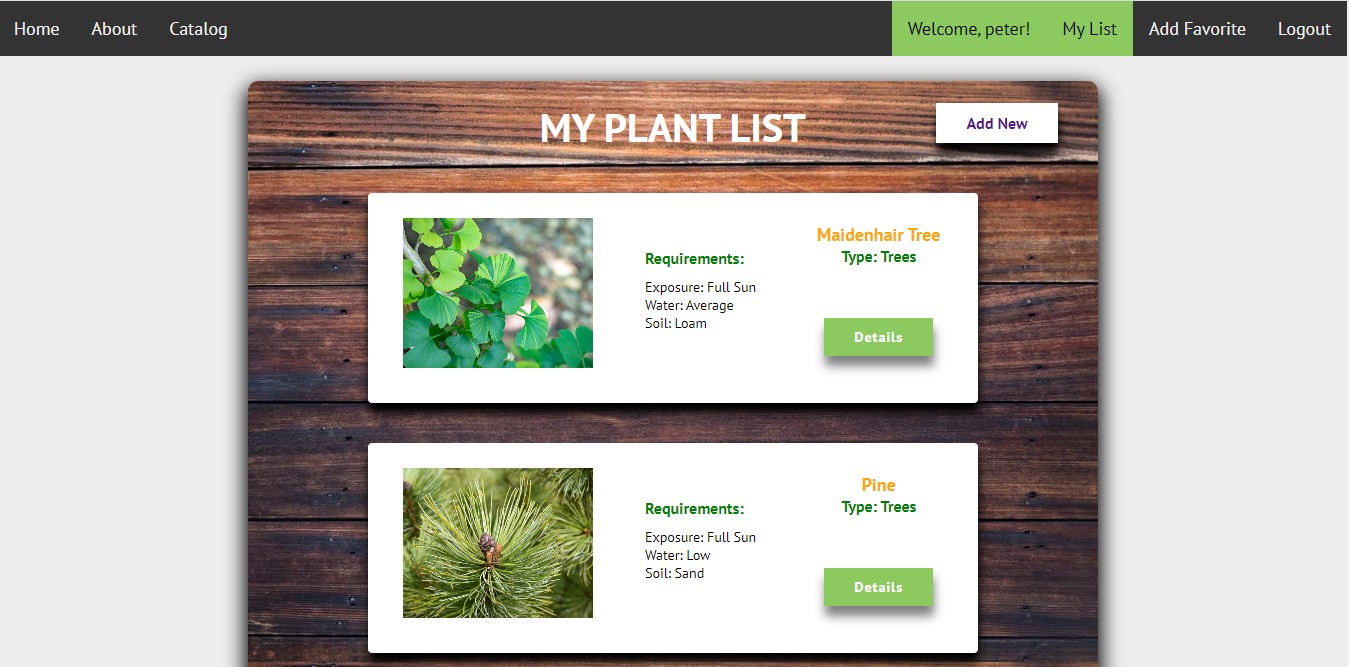 Home About Catalog Welcome, peter! My List Add Favorite Logout
MY PLANT LIST
Add New
Maidenhair Tree
Type: Trees
Requirements:
Exposure: Full Sun
Water: Average
Soil: Loam
Details
Pine
Type: Trees
Requirements:
Exposure: Full Sun
Water: Low
Soil: Sand
Details